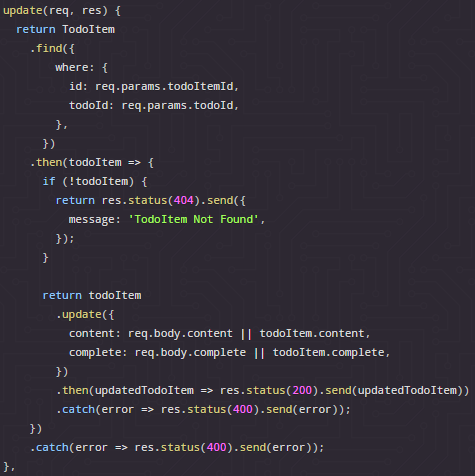 update(req, res) {
  return TodoItem
    .find({
        where: {
          id: req.params.todoItemId,
          todoId: req.params.todoId,
        },
      })
    .then(todoItem => {
      if (!todoItem) {
        return res.status(404).send({
          message: 'TodoItem Not Found',
        });
      }

      return todoItem
        .update({
          content: req.body.content || todoItem.content,
          complete: req.body.complete || todoItem.complete,
        })
        .then(updatedTodoItem => res.status(200).send(updatedTodoItem))
        .catch(error => res.status(400).send(error));
    })
    .catch(error => res.status(400).send(error));
},